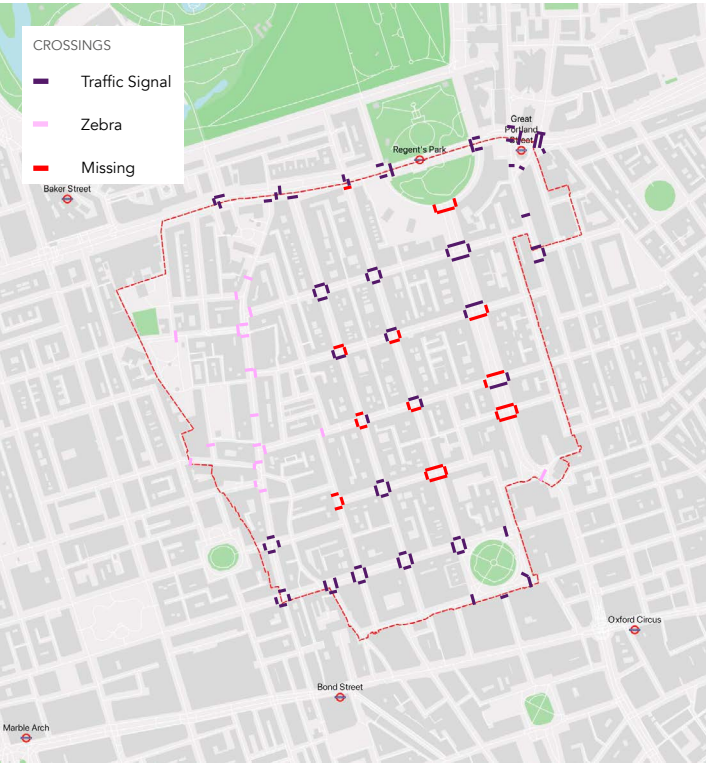 CROSSINGS
Traffic Signal
Zebra
Missing
Great
Portland
Street
Regent's Park
Baker Street
Oxford Circus
Bond Street
Marble Arch